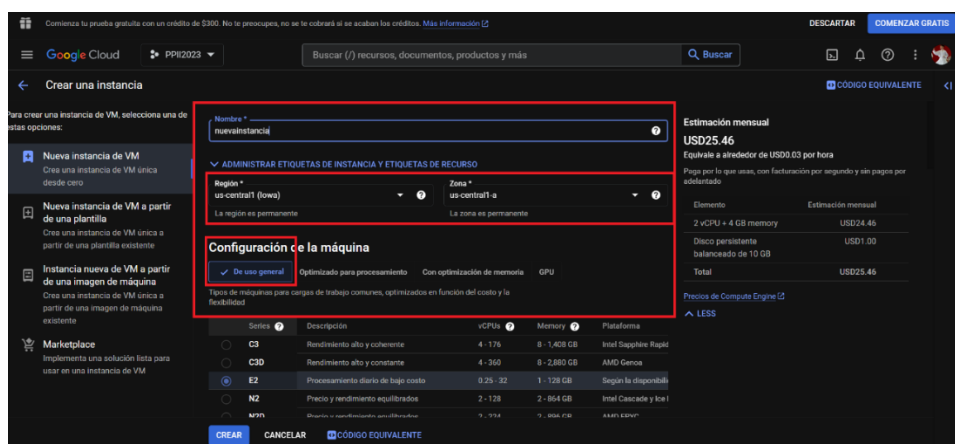 Comienza tu prueba gratuita con un crédito de $300. No te preocupes, no se te cobrará si se acaban los créditos. Más información
DESCARTAR
COMENZAR GRATIS
Google Cloud
PPII2023
Buscar (/) recursos, documentos, productos y más
Buscar
Crear una instancia
CÓDIGO EQUIVALENTE
Para crear una instancia de VM, selecciona una de
estas opciones:
Nueva instancia de VM
Crea una instancia de VM única
desde cero
Nueva instancia de VM a partir
de una plantilla
Crea una instancia de VM única a
partir de una plantilla existente
Instancia nueva de VM a partir
de una imagen de máquina
Crea una instancia de VM única a
partir de una imagen de máquina
existente
Marketplace
Implementa una solución lista para
usar en una instancia de VM
Nombre *
nuevainstancia
ADMINISTRAR ETIQUETAS DE INSTANCIA Y ETIQUETAS DE RECURSO
Región *
us-central1 (Iowa)
La región es permanente
Zona *
us-central1-a
La zona es permanente
Configuración de la máquina
De uso general
Optimizado para procesamiento
Con optimización de memoria
GPU
Tipos de máquinas para cargas de trabajo comunes, optimizados en función del costo y la
flexibilidad
Series Descripción vCPUs Memory Plataforma
C3 Rendimiento alto y coherente 4 - 176 8 - 1,408 GB Intel Sapphire Rapid
C3D Rendimiento alto y constante 4 - 360 8 - 2,880 GB AMD Genoa
E2 Procesamiento diario de bajo costo 0.25 - 32 1 - 128 GB Según la disponibili
N2 Precio y rendimiento equilibrados 2 - 128 2 - 864 GB Intel Cascade y Ice
N2D Precio y rendimiento equilibrados 2 - 224 2 - 896 GB AMD EPYC
CREAR
CANCELAR
CÓDIGO EQUIVALENTE
Estimación mensual
USD25.46
Equivale a alrededor de USD0.03 por hora
Paga por lo que usas, con facturación por segundo y sin pagos por
adelantado
Elemento Estimación mensual
2 vCPU + 4 GB memory USD24.46
Disco persistente USD1.00
balanceado de 10 GB
Total USD25.46
Precios de Compute Engine
LESS